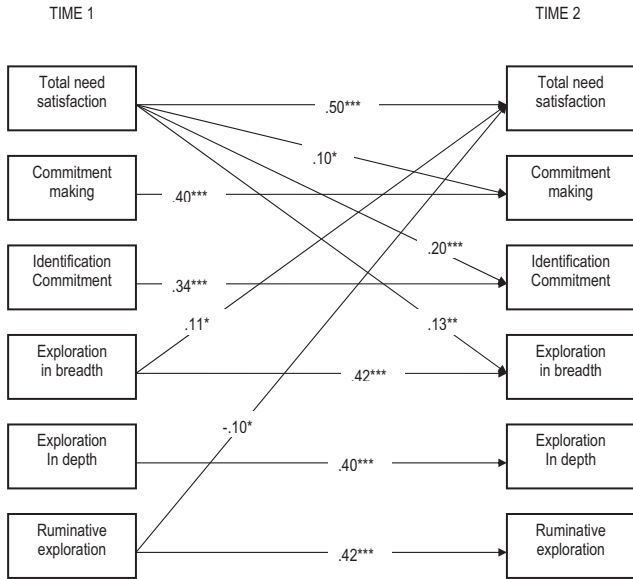 TIME 1
TIME 2
Total need
satisfaction
.50***
Total need
satisfaction
.10*
Commitment
making
.40***
Commitment
making
.20***
Identification
Commitment
.34***
Identification
Commitment
.11*
.13**
Exploration
in breadth
.42***
Exploration
in breadth
-.10*
Exploration
In depth
.40***
Exploration
In depth
Ruminative
exploration
.42***
Ruminative
exploration